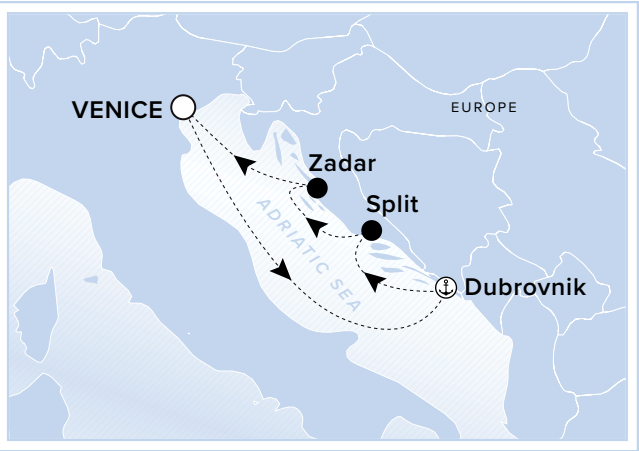 EUROPE
VENICE
Zadar
Split
ADRIATIC SEA
Dubrovnik